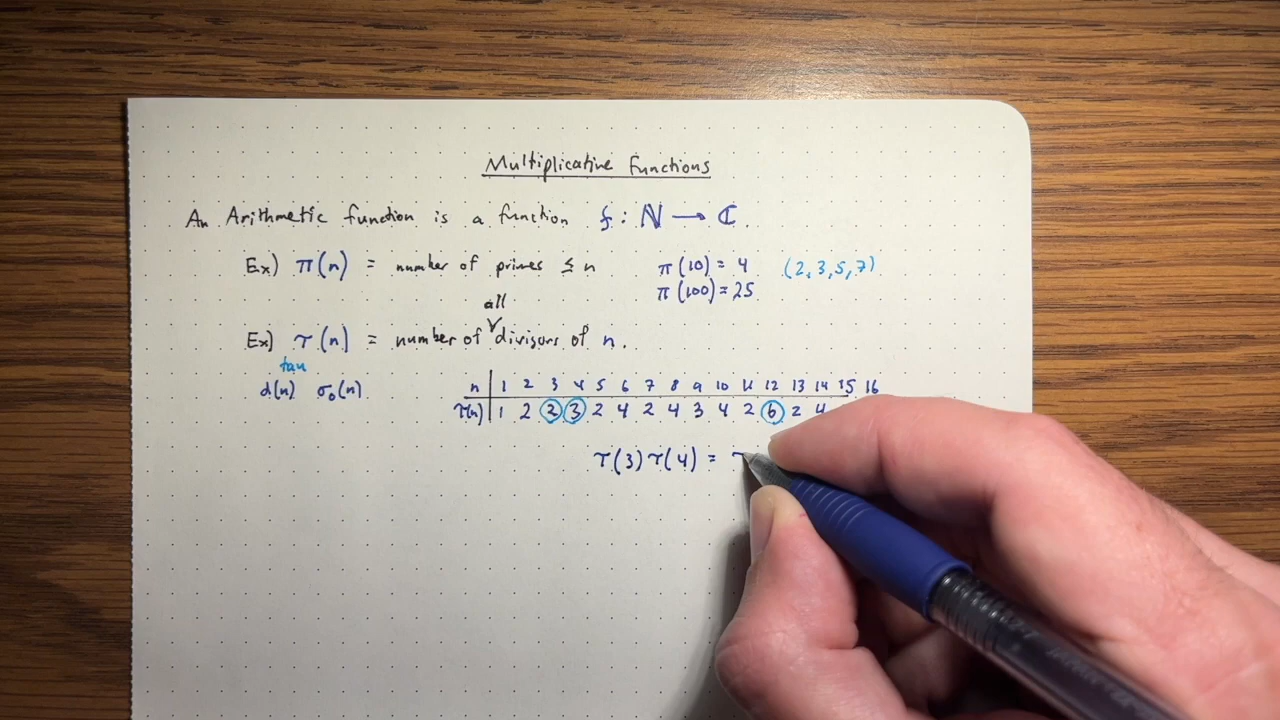 Multiplicative Functions
An Arithmetic function is a function f : ℕ ⟶ ℂ.
Ex) π(n) = number of primes ≤ n π(10) = 4 (2,3,5,7)
π(100) = 25
all
Ex) τ(n) = number of divisors of n.
tau
d(n) σ₀(n)
n 1 2 3 4 5 6 7 8 9 10 11 12 13 14 15 16
τ(n) 1 2 2 3 2 4 2 4 3 4 2 6 2 4
τ(3) τ(4) = τ